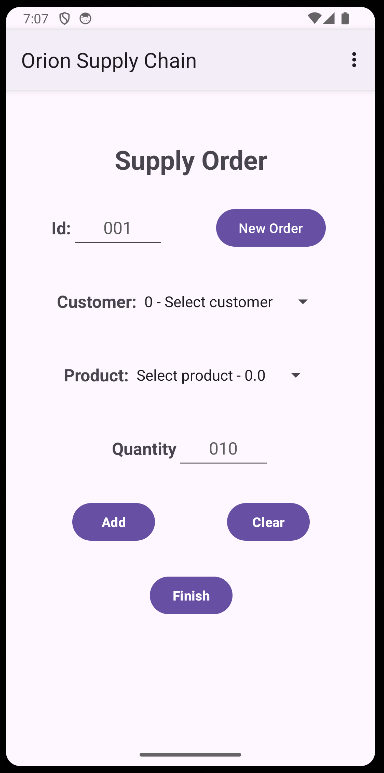 7:07
Orion Supply Chain
Supply Order
Id: 001 New Order
Customer: 0 - Select customer
Product: Select product - 0.0
Quantity 010
Add Clear
Finish